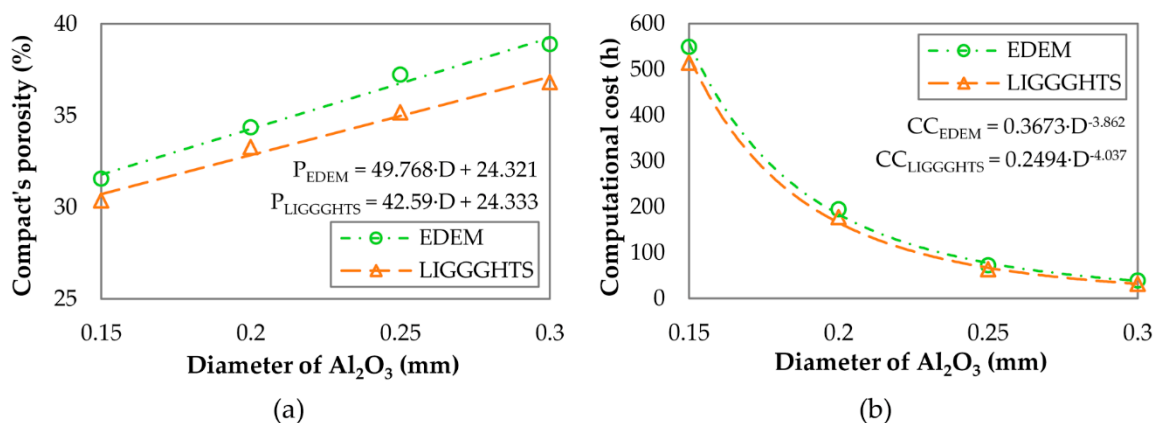 40
35
30
25
Compact's porosity (%)
P_EDEM = 49.768·D + 24.321
P_LIGGGHTS = 42.59·D + 24.333
EDEM
LIGGGHTS
0.15 0.2 0.25 0.3
Diameter of Al₂O₃ (mm)
(a)
600
500
400
300
200
100
0
Computational cost (h)
EDEM
LIGGGHTS
CC_EDEM = 0.3673·D^-3.862
CC_LIGGGHTS = 0.2494·D^-4.037
0.15 0.2 0.25 0.3
Diameter of Al₂O₃ (mm)
(b)